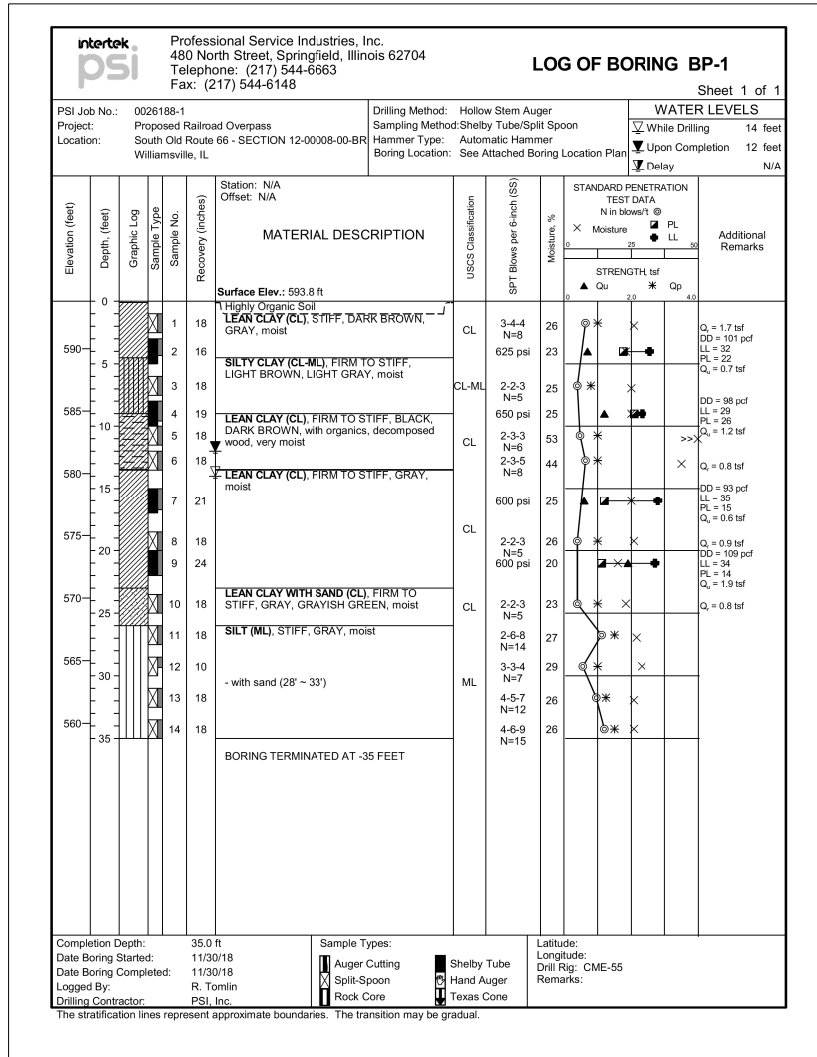 intertek
psi
Professional Service Industries, Inc.
480 North Street, Springfield, Illinois 62704
Telephone: (217) 544-6663
Fax: (217) 544-6148
LOG OF BORING BP-1
Sheet 1 of 1
PSI Job No.: 0026188-1
Project: Proposed Railroad Overpass
Location: South Old Route 66 - SECTION 12-00008-00-BR
Williamsville, IL
Drilling Method: Hollow Stem Auger
Sampling Method: Shelby Tube/Split Spoon
Hammer Type: Automatic Hammer
Boring Location: See Attached Boring Location Plan
WATER LEVELS
While Drilling 14 feet
Upon Completion 12 feet
Delay N/A
Elevation (feet)
Depth, (feet)
Graphic Log
Sample Type
Sample No.
Recovery (inches)
Station: N/A
Offset: N/A
MATERIAL DESCRIPTION
Surface Elev.: 593.8 ft
USCS Classification
SPT Blows per 6-inch (SS)
Moisture, %
STANDARD PENETRATION
TEST DATA
N in blows/ft
Moisture PL
LL
0 25 50
STRENGTH, tsf
Qu Qp
0 2.0 4.0
Additional
Remarks
0
Highly Organic Soil
LEAN CLAY (CL), STIFF, DARK BROWN,
GRAY, moist
CL
1 18 3-4-4 26
N=8
Qr = 1.7 tsf
590
2 16 625 psi 23
DD = 101 pcf
LL = 32
PL = 22
Qu = 0.7 tsf
5
SILTY CLAY (CL-ML), FIRM TO STIFF,
LIGHT BROWN, LIGHT GRAY, moist
CL-ML
3 18 2-2-3 25
N=5
585
4 19 650 psi 25
DD = 98 pcf
LL = 29
PL = 26
Qu = 1.2 tsf
10
LEAN CLAY (CL), FIRM TO STIFF, BLACK,
DARK BROWN, with organics, decomposed
wood, very moist
CL
5 18 2-3-3 53
N=6
>>
6 18 2-3-5 44
N=8
Qr = 0.8 tsf
580
LEAN CLAY (CL), FIRM TO STIFF, GRAY,
moist
CL
15
7 21 600 psi 25
DD = 93 pcf
LL = 35
PL = 15
Qu = 0.6 tsf
575
8 18 2-2-3 26
N=5
Qr = 0.9 tsf
20
9 24 600 psi 20
DD = 109 pcf
LL = 34
PL = 14
Qu = 1.9 tsf
570
LEAN CLAY WITH SAND (CL), FIRM TO
STIFF, GRAY, GRAYISH GREEN, moist
CL
10 18 2-2-3 23
N=5
Qr = 0.8 tsf
25
SILT (ML), STIFF, GRAY, moist
11 18 2-6-8 27
N=14
565
12 10 3-3-4 29
N=7
30
- with sand (28' ~ 33')
ML
13 18 4-5-7 26
N=12
560
14 18 4-6-9 26
N=15
35
BORING TERMINATED AT -35 FEET
Completion Depth: 35.0 ft
Date Boring Started: 11/30/18
Date Boring Completed: 11/30/18
Logged By: R. Tomlin
Drilling Contractor: PSI, Inc.
Sample Types:
Auger Cutting
Split-Spoon
Rock Core
Shelby Tube
Hand Auger
Texas Cone
Latitude:
Longitude:
Drill Rig: CME-55
Remarks:
The stratification lines represent approximate boundaries. The transition may be gradual.